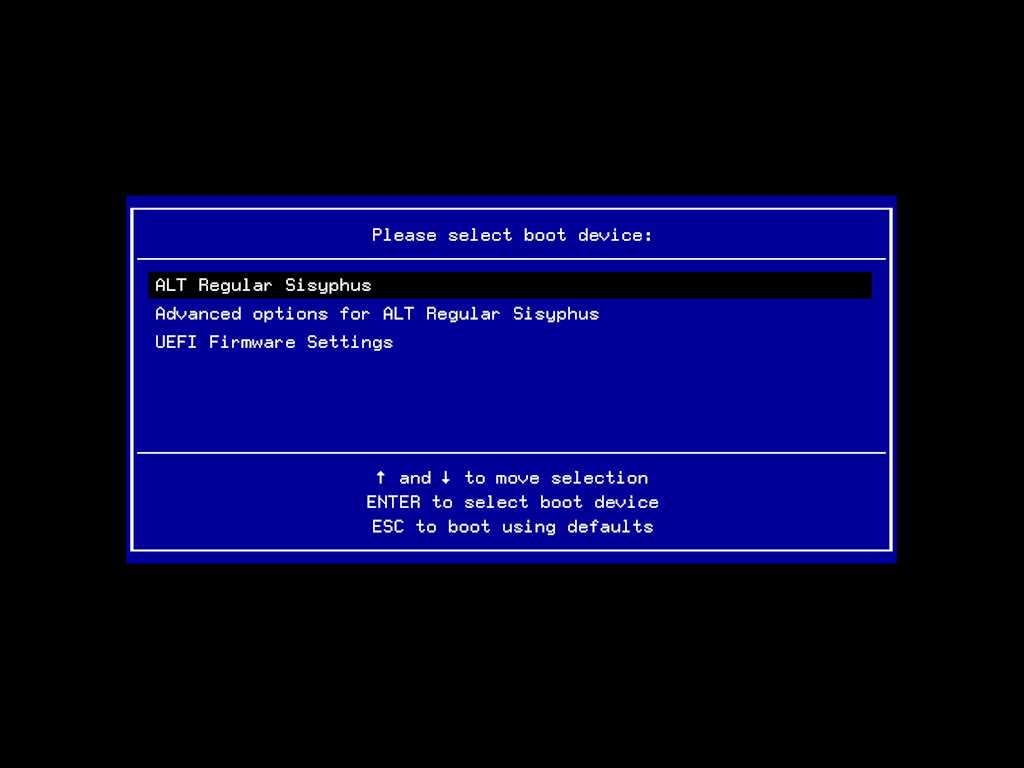 Please select boot device:
ALT Regular Sisyphus
Advanced options for ALT Regular Sisyphus
UEFI Firmware Settings
↑ and ↓ to move selection
ENTER to select boot device
ESC to boot using defaults